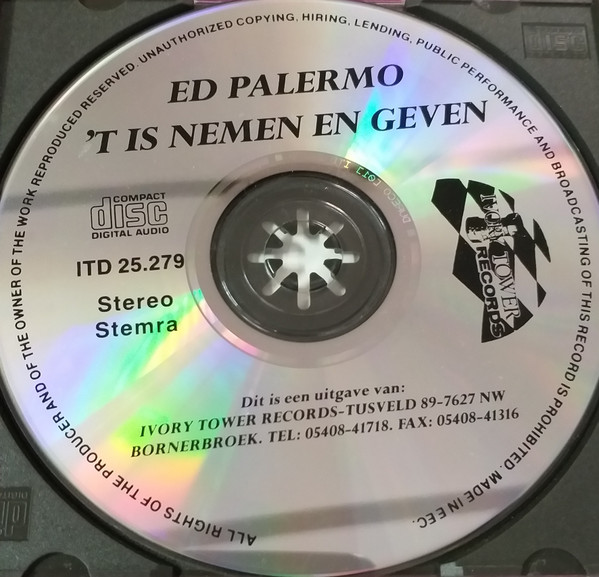 ALL RIGHTS OF THE PRODUCER AND OF THE OWNER OF THE WORK REPRODUCED RESERVED. UNAUTHORIZED COPYING, HIRING, LENDING, PUBLIC PERFORMANCE AND BROADCASTING OF THIS RECORD IS PROHIBITED. MADE IN EEC.
ED PALERMO
'T IS NEMEN EN GEVEN
COMPACT
disc
DIGITAL AUDIO
ITD 25.279
Stereo
Stemra
IVORY TOWER
RECORDS
Dit is een uitgave van:
IVORY TOWER RECORDS-TUSVELD 89-7627 NW
BORNERBROEK. TEL: 05408-41718. FAX: 05408-41316